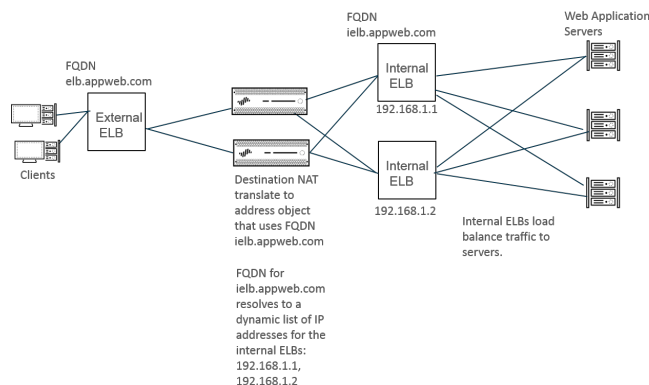 FQDN
elb.appweb.com
External
ELB
Clients
Destination NAT
translate to
address object
that uses FQDN
ielb.appweb.com
FQDN for
ielb.appweb.com
resolves to a
dynamic list of IP
addresses for the
internal ELBs:
192.168.1.1,
192.168.1.2
FQDN
ielb.appweb.com
Internal
ELB
192.168.1.1
Internal
ELB
192.168.1.2
Web Application
Servers
Internal ELBs load
balance traffic to
servers.